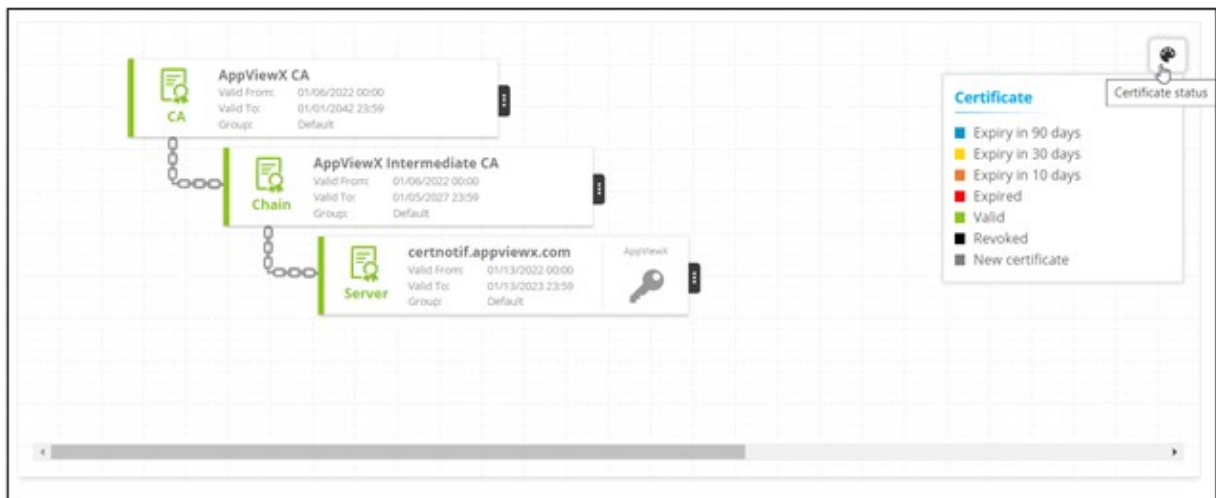 AppViewX CA
Valid From: 01/06/2022 00:00
Valid To: 01/01/2042 23:59
Group: Default
CA
AppViewX Intermediate CA
Valid From: 01/06/2022 00:00
Valid To: 01/05/2027 23:59
Group: Default
Chain
certnotif.appviewx.com
Valid From: 01/13/2022 00:00
Valid To: 01/13/2023 23:59
Group: Default
Server
AppViewX
Certificate status
Certificate
Expiry in 90 days
Expiry in 30 days
Expiry in 10 days
Expired
Valid
Revoked
New certificate